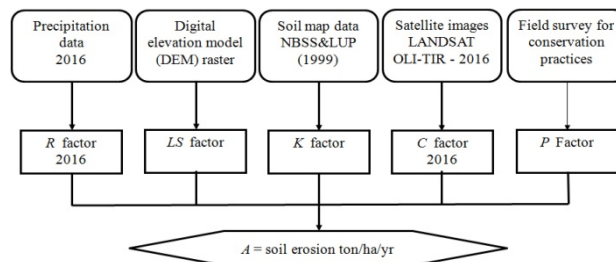 Precipitation
data
2016
Digital
elevation model
(DEM) raster
Soil map data
NBSS&LUP
(1999)
Satellite images
LANDSAT
OLI-TIR - 2016
Field survey for
conservation
practices
R factor
2016
LS factor
K factor
C factor
2016
P Factor
A = soil erosion ton/ha/yr